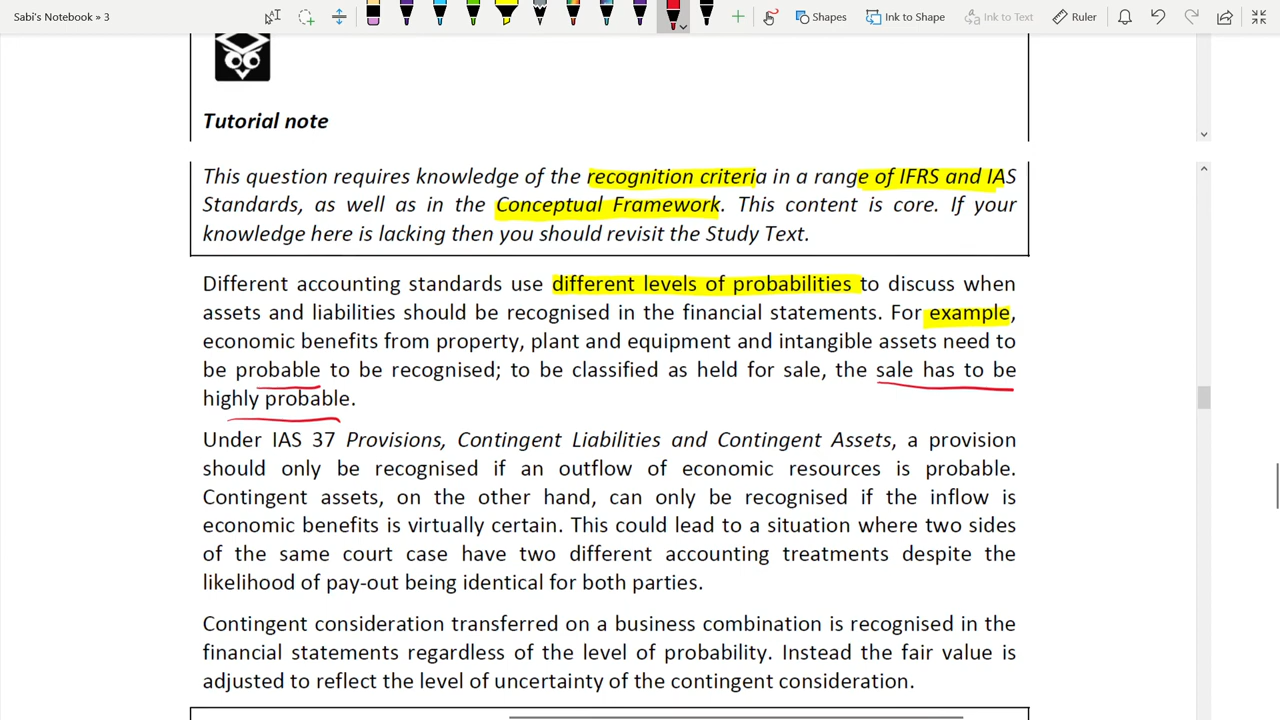 Sabi's Notebook » 3
Shapes
Ink to Shape
Ink to Text
Ruler
Tutorial note
This question requires knowledge of the recognition criteria in a range of IFRS and IAS
Standards, as well as in the Conceptual Framework. This content is core. If your
knowledge here is lacking then you should revisit the Study Text.
Different accounting standards use different levels of probabilities to discuss when
assets and liabilities should be recognised in the financial statements. For example,
economic benefits from property, plant and equipment and intangible assets need to
be probable to be recognised; to be classified as held for sale, the sale has to be
highly probable.
Under IAS 37 Provisions, Contingent Liabilities and Contingent Assets, a provision
should only be recognised if an outflow of economic resources is probable.
Contingent assets, on the other hand, can only be recognised if the inflow is
economic benefits is virtually certain. This could lead to a situation where two sides
of the same court case have two different accounting treatments despite the
likelihood of pay-out being identical for both parties.
Contingent consideration transferred on a business combination is recognised in the
financial statements regardless of the level of probability. Instead the fair value is
adjusted to reflect the level of uncertainty of the contingent consideration.